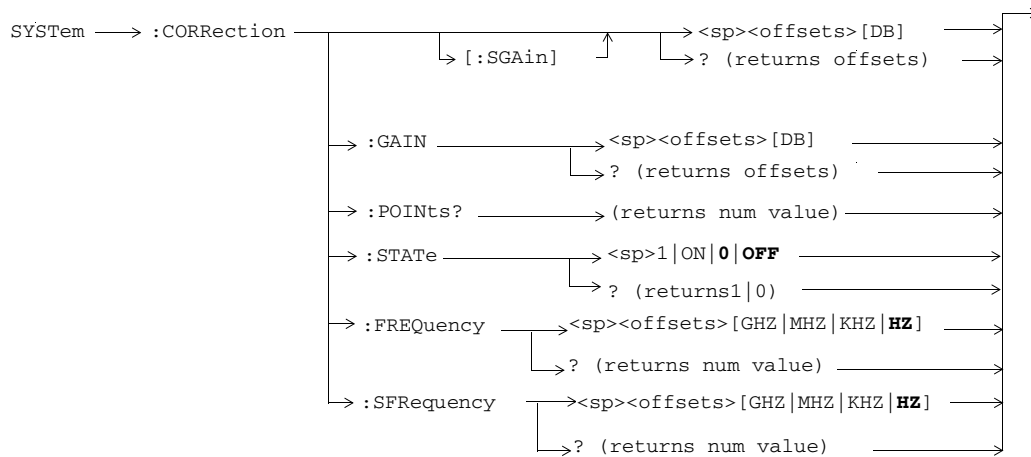 SYSTem :CORRection <sp><offsets>[DB]
[:SGAin] ? (returns offsets)
:GAIN <sp><offsets>[DB]
? (returns offsets)
:POINts? (returns num value)
:STATe <sp>1|ON|0|OFF
? (returns1|0)
:FREQuency <sp><offsets>[GHZ|MHZ|KHZ|HZ]
? (returns num value)
:SFRequency <sp><offsets>[GHZ|MHZ|KHZ|HZ]
? (returns num value)